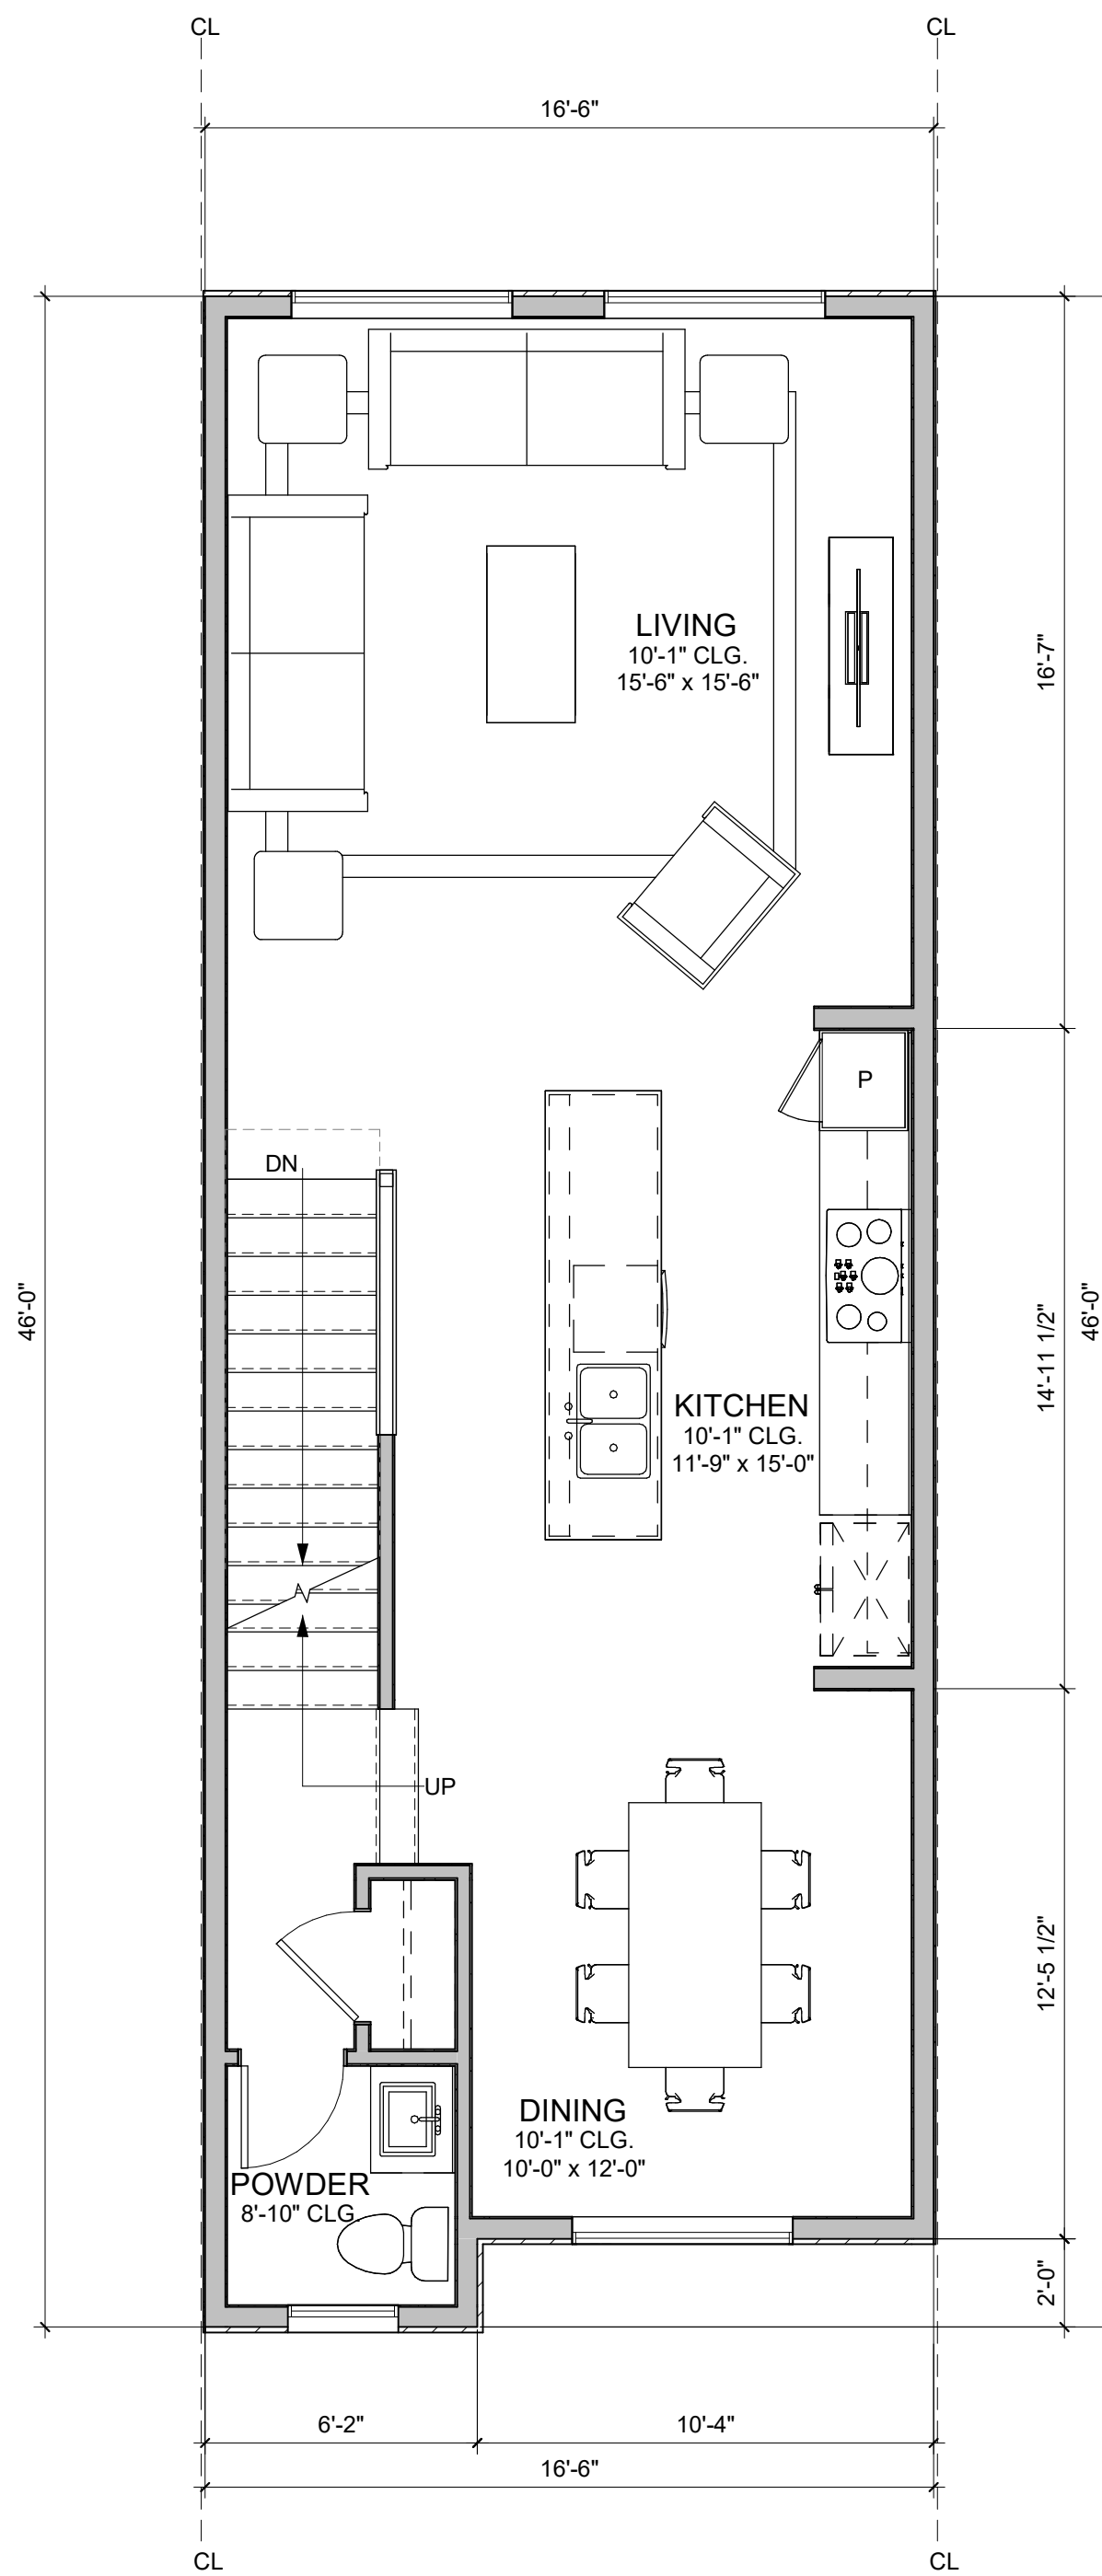 CL
CL
16'-6"
LIVING
10'-1" CLG.
15'-6" x 15'-6"
16'-7"
P
DN
46'-0"
14'-11 1/2"
46'-0"
KITCHEN
10'-1" CLG.
11'-9" x 15'-0"
UP
12'-5 1/2"
DINING
10'-1" CLG.
10'-0" x 12'-0"
POWDER
8'-10" CLG.
2'-0"
6'-2"
10'-4"
16'-6"
CL
CL